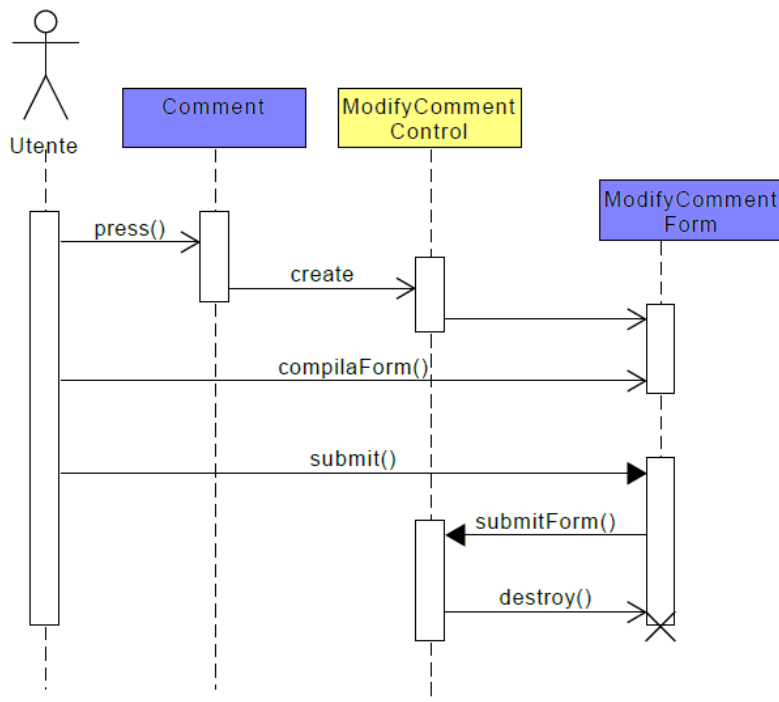 Utente
Comment
ModifyComment
Control
ModifyComment
Form
press()
create
compilaForm()
submit()
submitForm()
destroy()